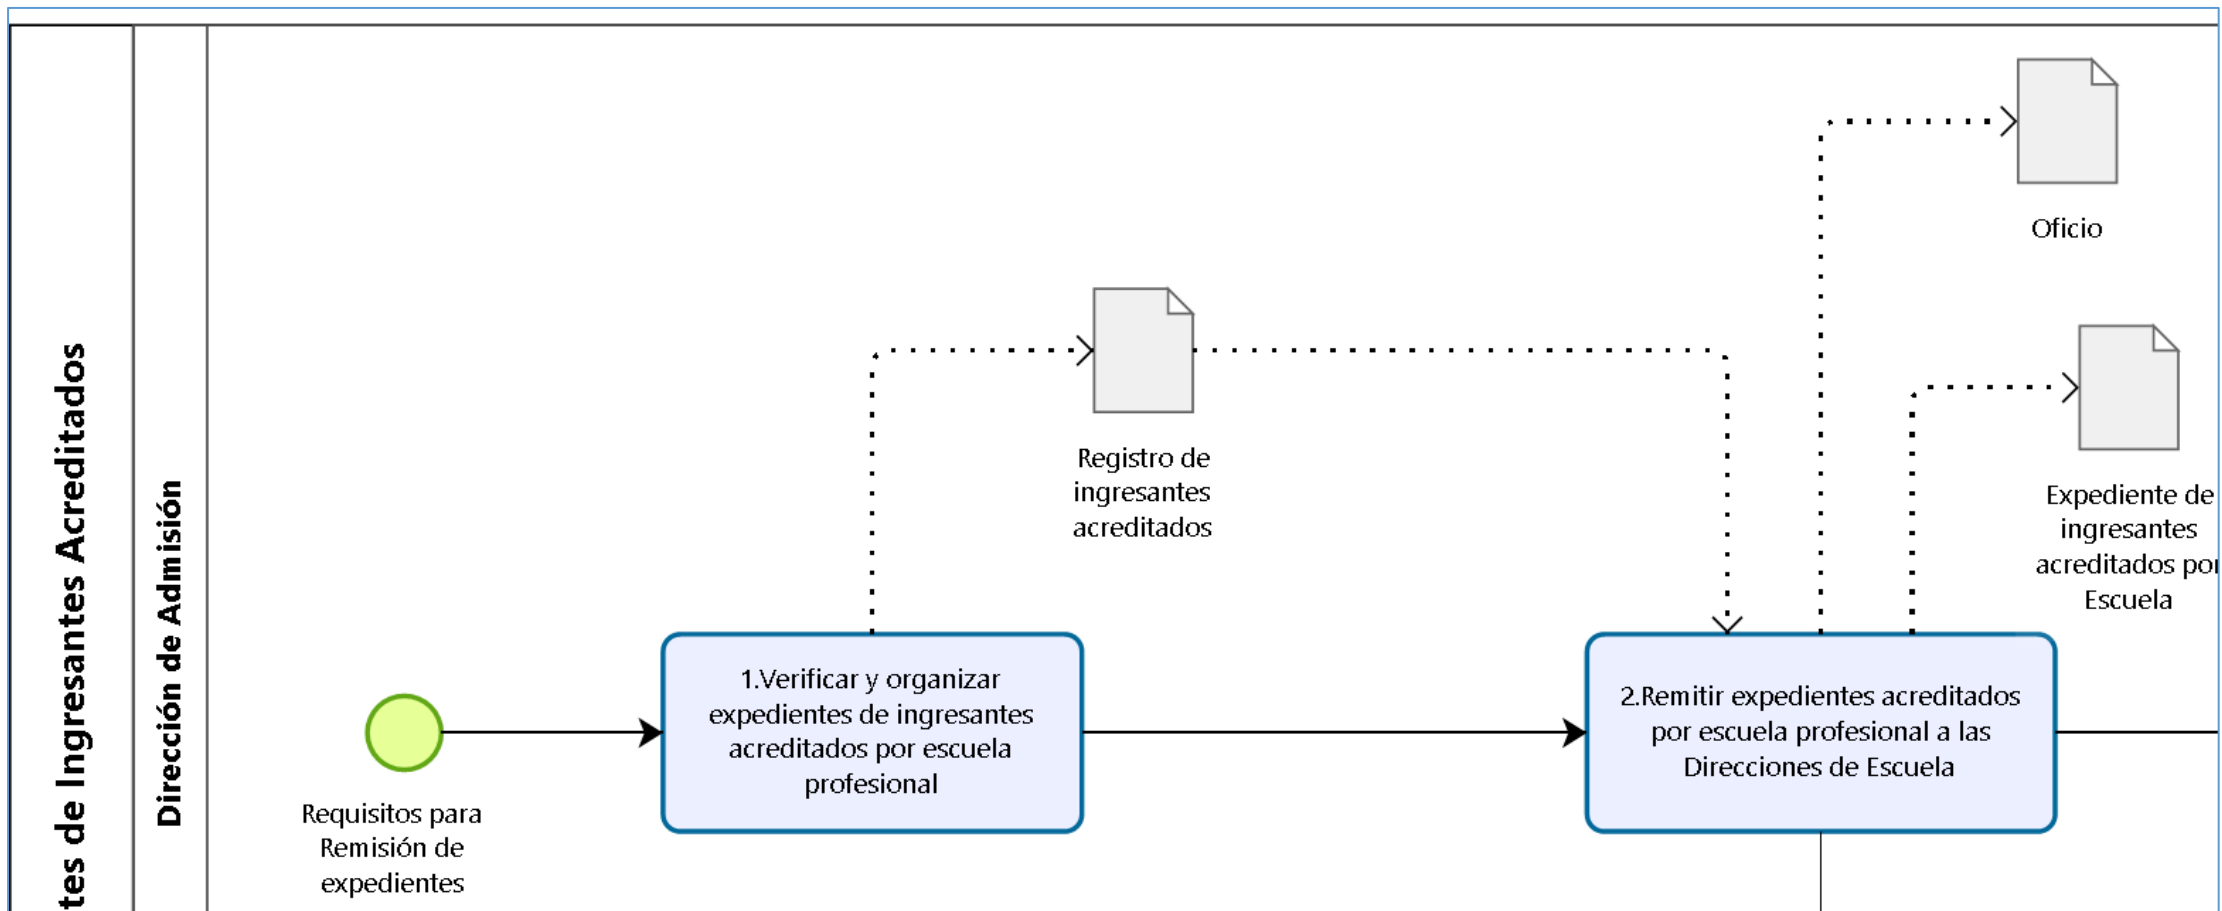 tes de Ingresantes Acreditados
Dirección de Admisión
Oficio
Registro de
ingresantes
acreditados
Expediente de
ingresantes
acreditados por
Escuela
1.Verificar y organizar
expedientes de ingresantes
acreditados por escuela
profesional
2.Remitir expedientes acreditados
por escuela profesional a las
Direcciones de Escuela
Requisitos para
Remisión de
expedientes